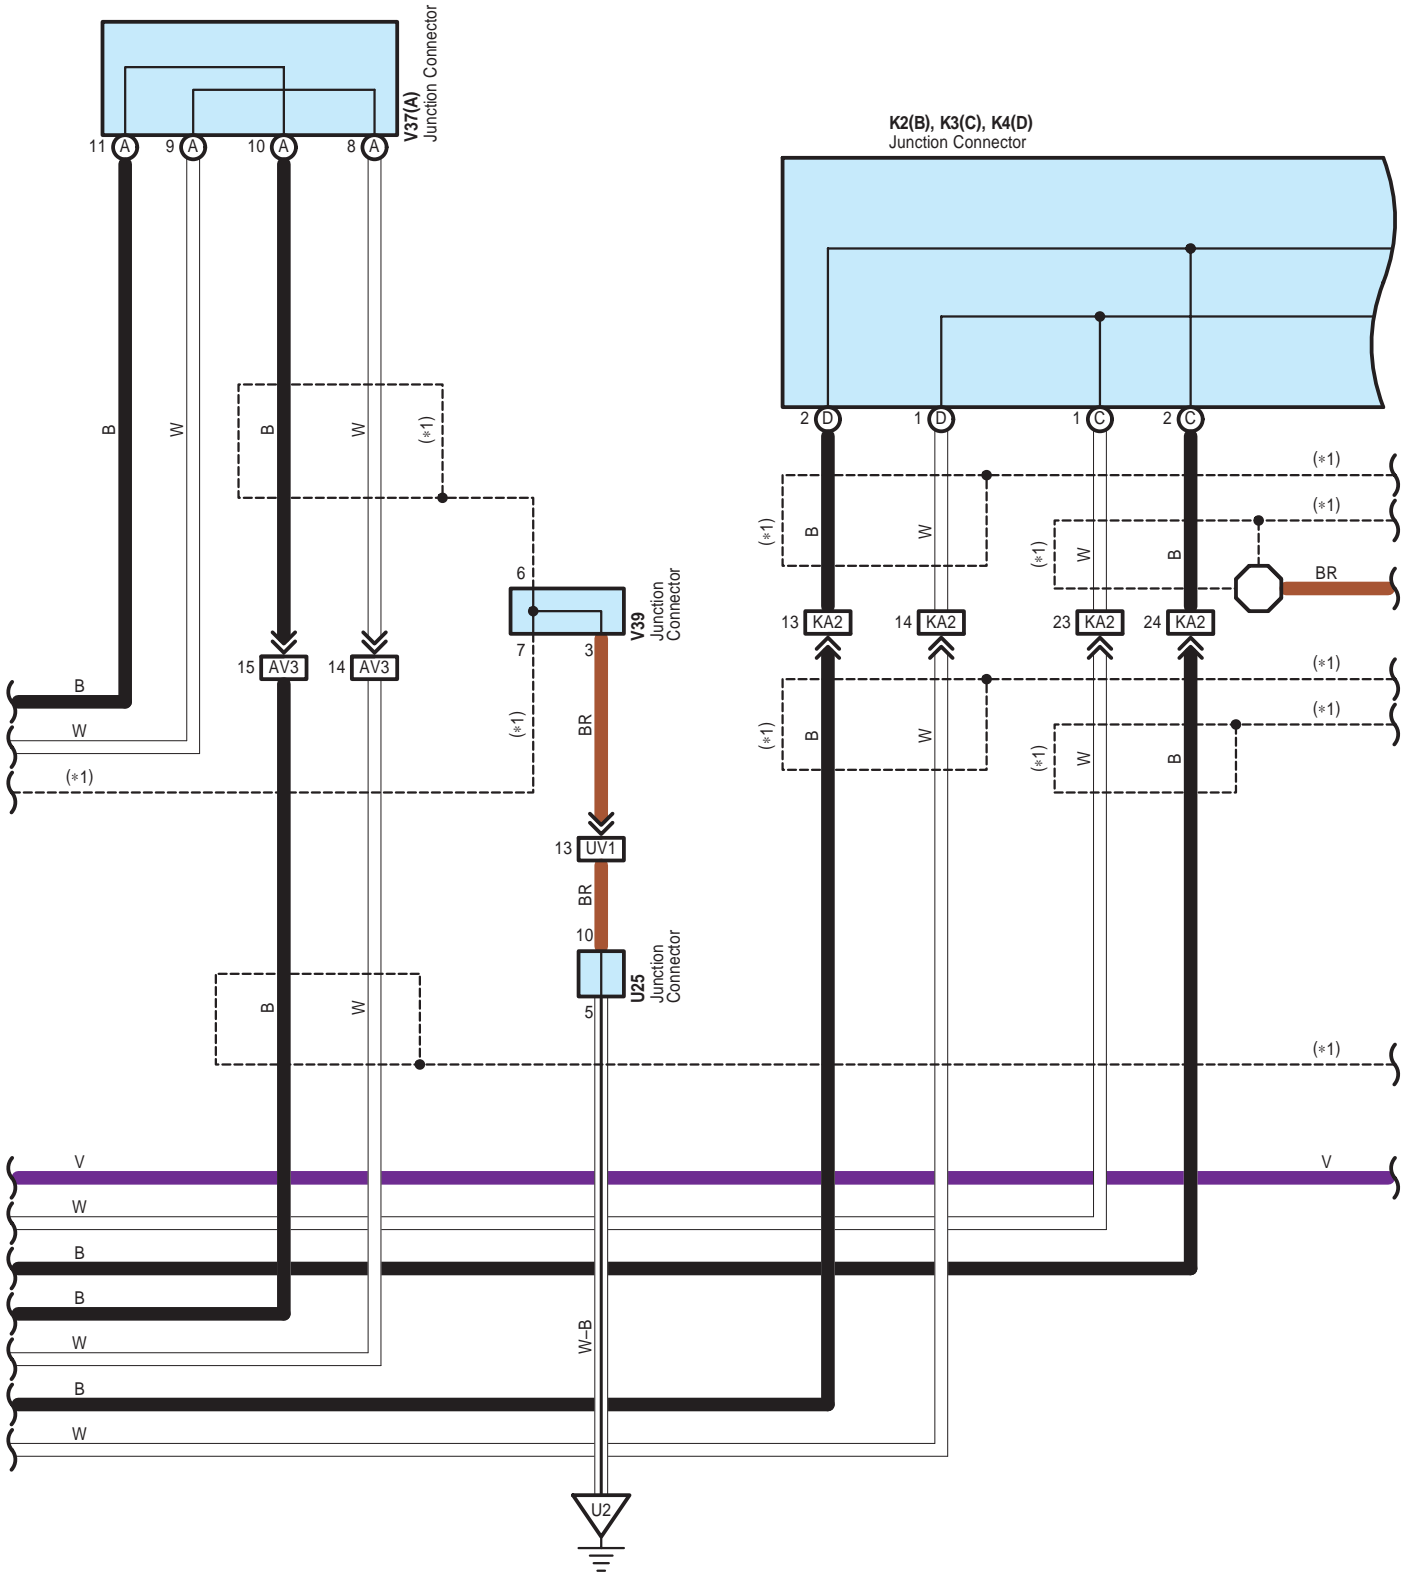 V37(A)
Junction Connector
11 A 9 A 10 A 8 A
K2(B), K3(C), K4(D)
Junction Connector
2 D 1 D 1 C 2 C
B W B W (∗1)
(∗1)
(∗1)
(∗1) B W (∗1) W B
BR
6
V39
Junction
Connector
7 3
13 KA2 14 KA2 23 KA2 24 KA2
15 AV3 14 AV3
(∗1)
(∗1)
B
W
(∗1)
(∗1) BR
(∗1) B W (∗1) W B
13 UV1
BR
10
U25
Junction
Connector
5
B W
(∗1)
V V
W
B
B
W
W–B
B
W
U2